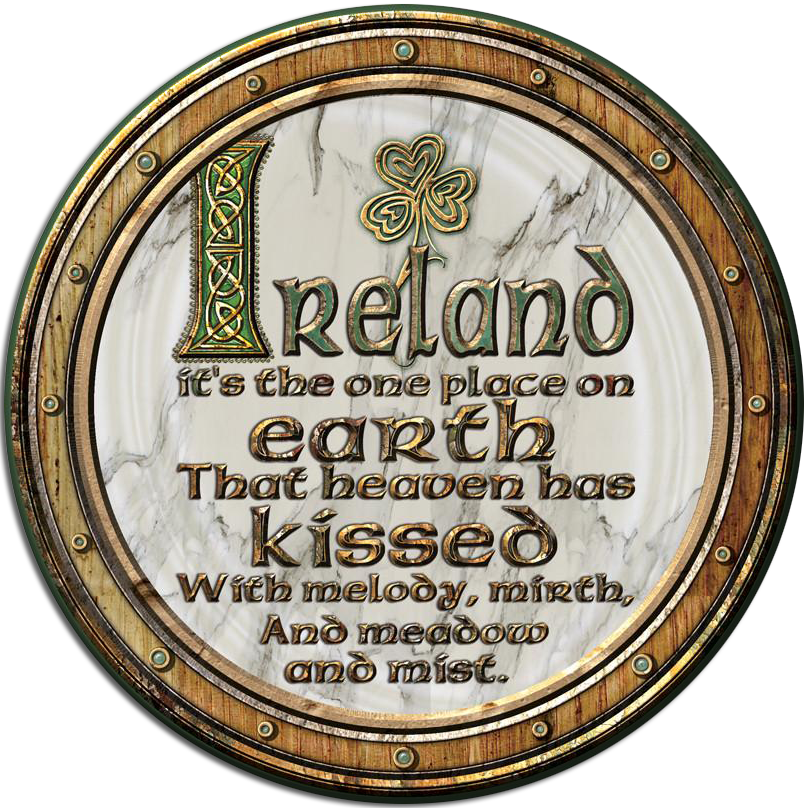 Ireland
it's the one place on
earth
That heaven has
kissed
With melody, mirth,
And meadow
and mist.